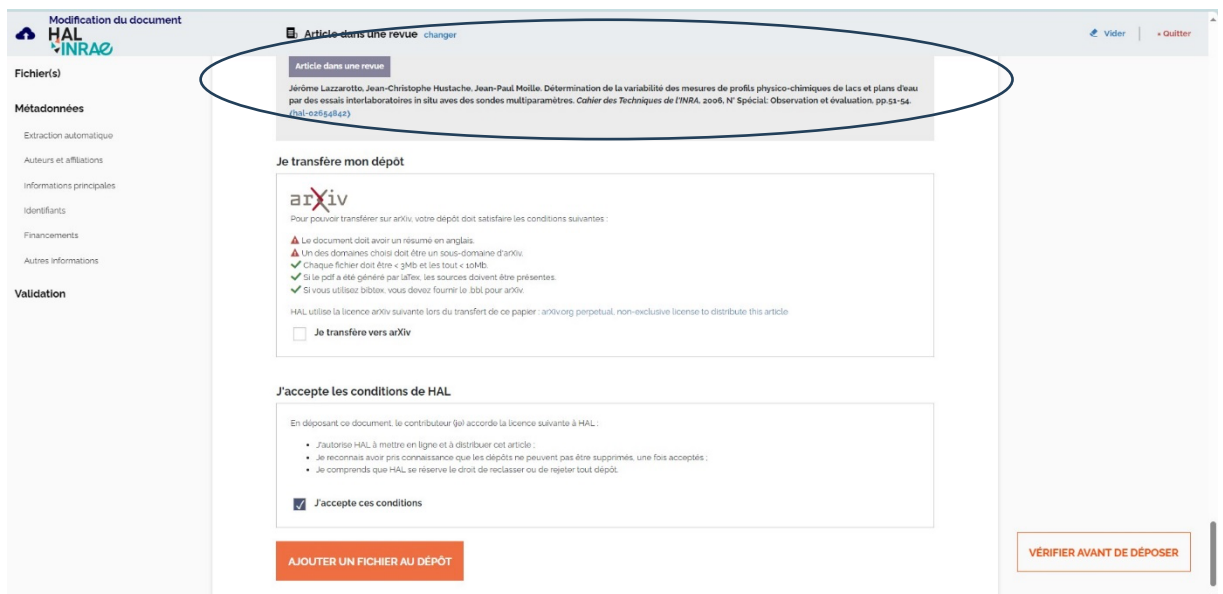 Modification du document
HAL
INRAE
Article dans une revue changer
Vider
× Quitter
Fichier(s)
Métadonnées
Extraction automatique
Auteurs et affiliations
Informations principales
Identifiants
Financements
Autres informations
Validation
Article dans une revue
Jérôme Lazzarotto, Jean-Christophe Hustache, Jean-Paul Moille. Détermination de la variabilité des mesures de profils physico-chimiques de lacs et plans d'eau
par des essais interlaboratoires in situ aves des sondes multiparamètres. Cahier des Techniques de l'INRA, 2006, N° Spécial: Observation et évaluation, pp.51-54.
⟨hal-02654842⟩
Je transfère mon dépôt
arXiv
Pour pouvoir transférer sur arXiv, votre dépôt doit satisfaire les conditions suivantes :
Le document doit avoir un résumé en anglais.
Un des domaines choisi doit être un sous-domaine d'arXiv.
Chaque fichier doit être < 3Mb et les tout < 10Mb.
Si le pdf a été généré par laTex, les sources doivent être présentes.
Si vous utilisez bibtex, vous devez fournir le .bbl pour arXiv.
HAL utilise la licence arXiv suivante lors du transfert de ce papier : arXiv.org perpetual, non-exclusive license to distribute this article
Je transfère vers arXiv
J'accepte les conditions de HAL
En déposant ce document, le contributeur (je) accorde la licence suivante à HAL :
• J'autorise HAL à mettre en ligne et à distribuer cet article ;
• Je reconnais avoir pris connaissance que les dépôts ne peuvent pas être supprimés, une fois acceptés ;
• Je comprends que HAL se réserve le droit de reclasser ou de rejeter tout dépôt.
J'accepte ces conditions
AJOUTER UN FICHIER AU DÉPÔT
VÉRIFIER AVANT DE DÉPOSER